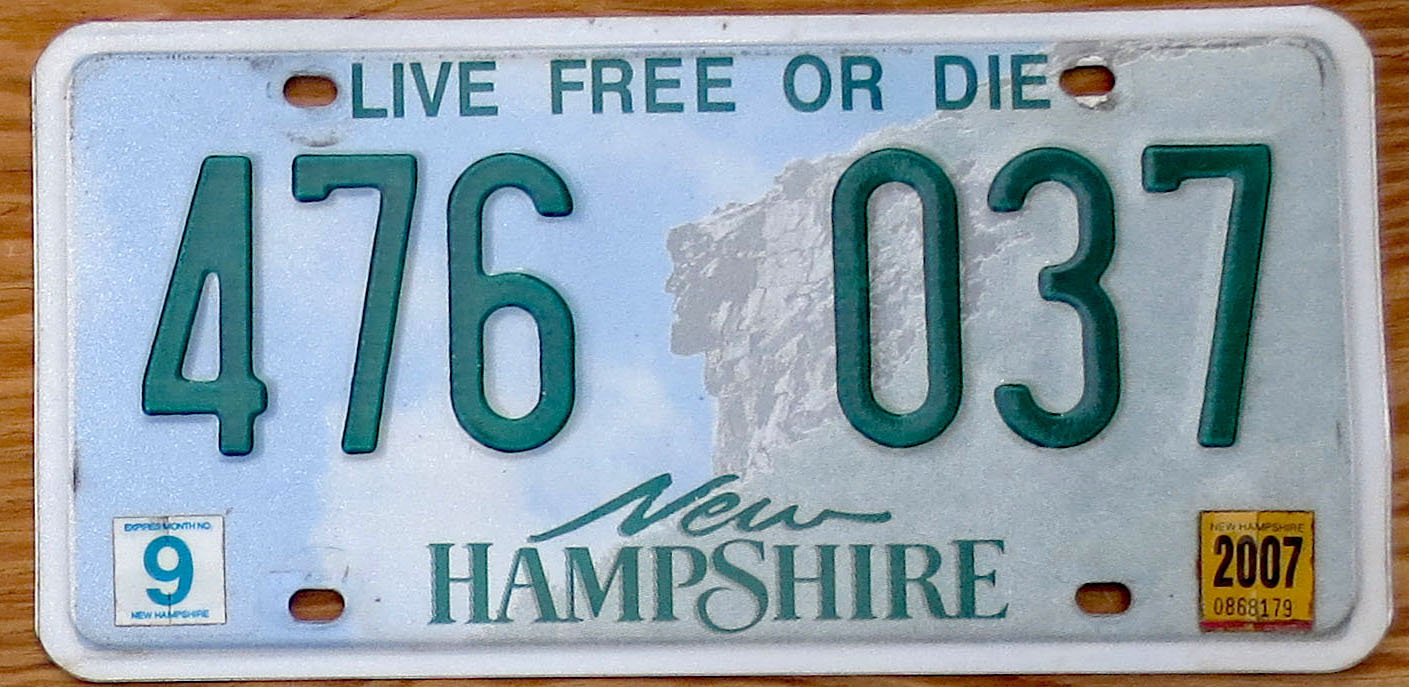 LIVE FREE OR DIE
476 037
New
HAMPSHIRE
EXPIRES MONTH NO.
9
NEW HAMPSHIRE
NEW HAMPSHIRE
2007
0868179